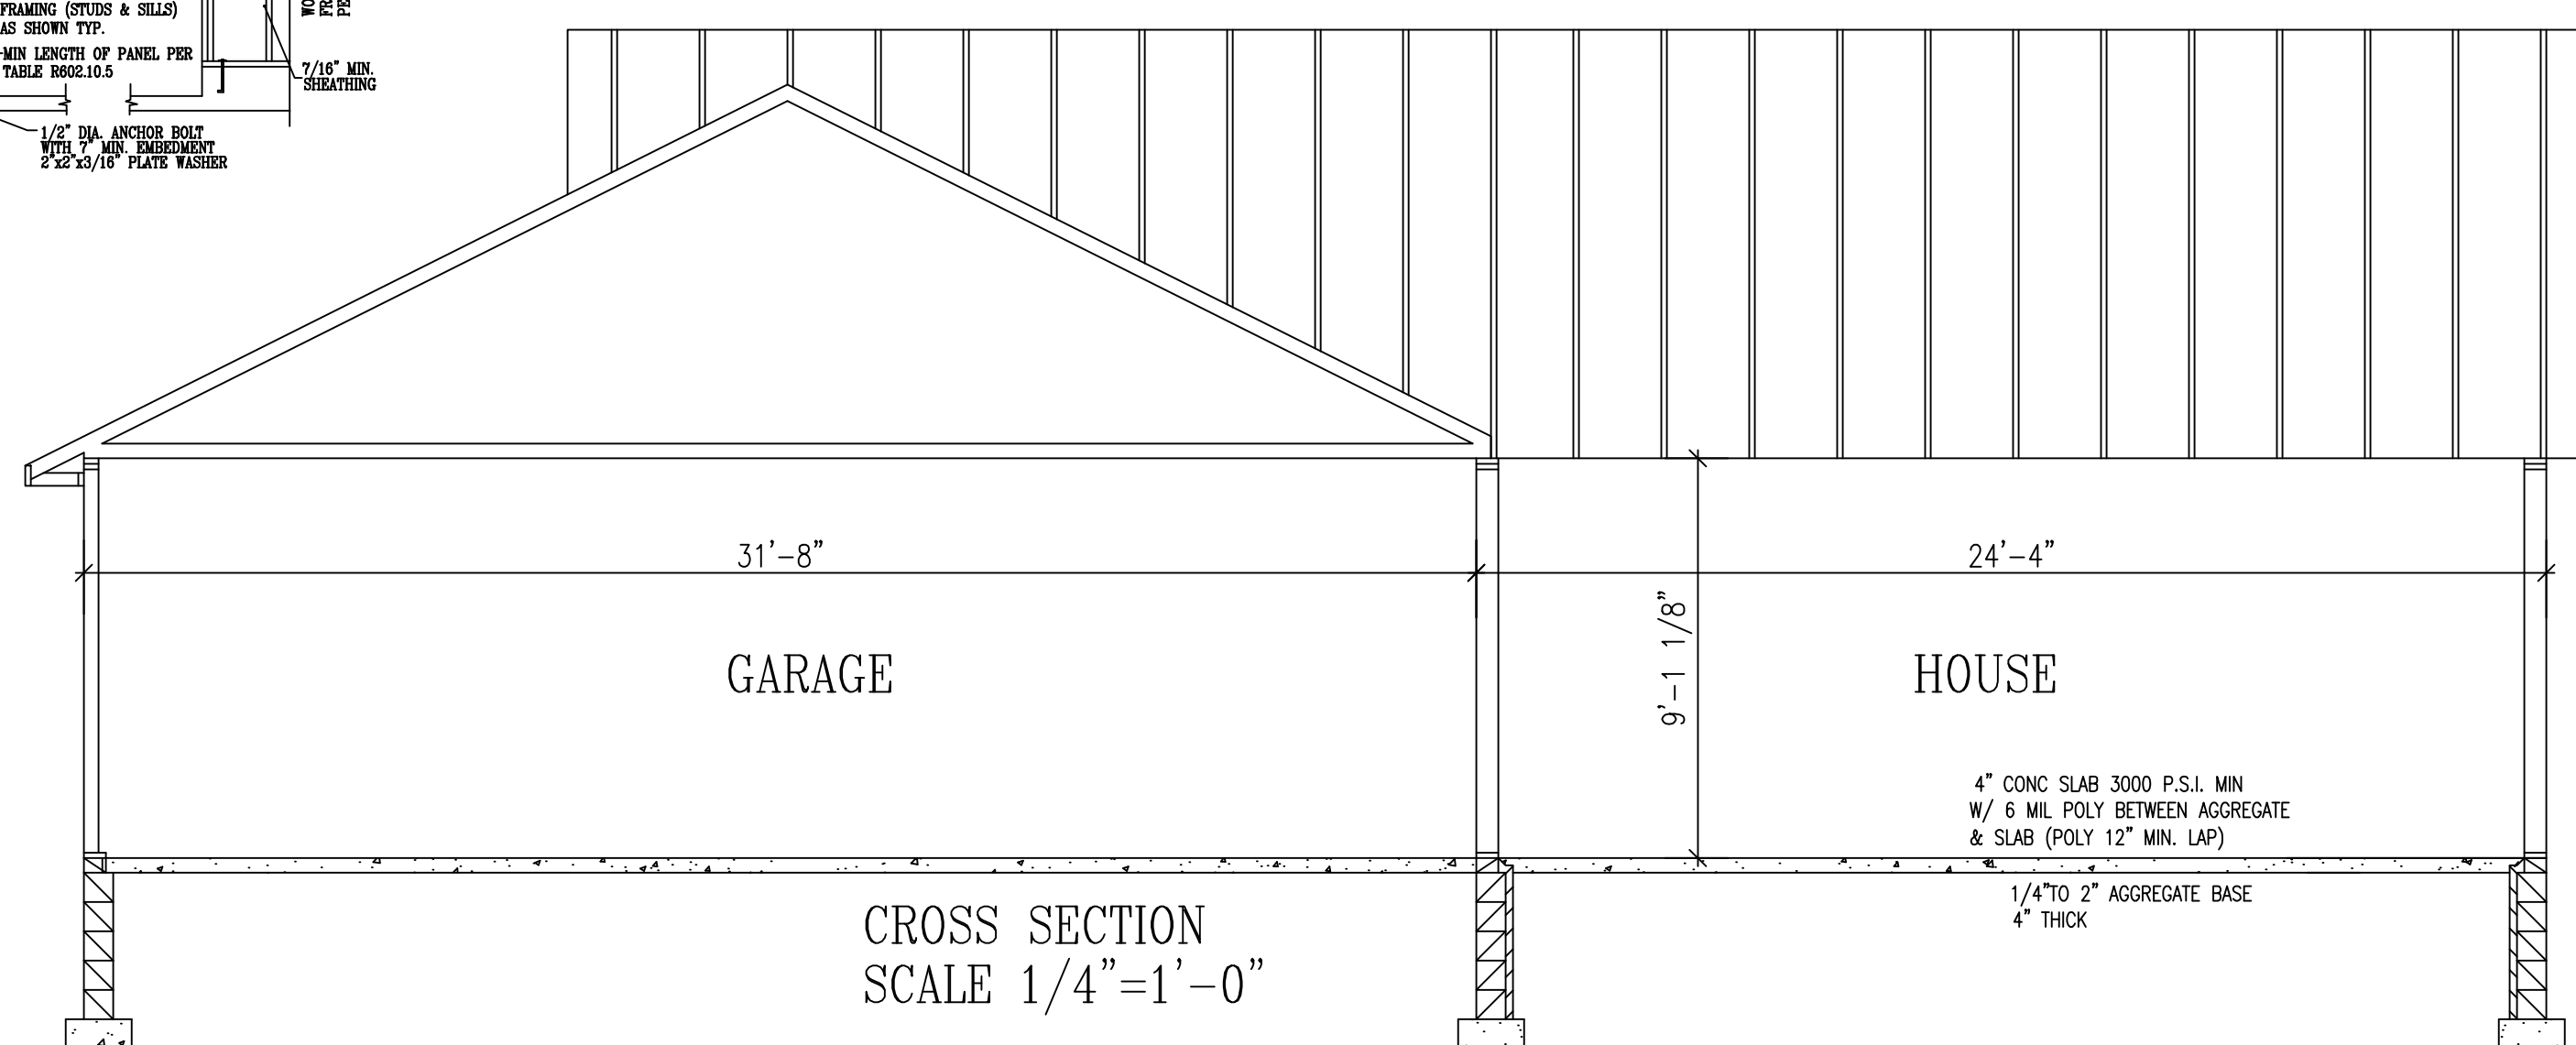 FRAMING (STUDS & SILLS)
AS SHOWN TYP.
MIN LENGTH OF PANEL PER
TABLE R602.10.5
7/16" MIN.
SHEATHING
1/2" DIA. ANCHOR BOLT
WITH 7" MIN. EMBEDMENT
2"x2"x3/16" PLATE WASHER
31'-8"
24'-4"
9'-1 1/8"
GARAGE
HOUSE
4" CONC SLAB 3000 P.S.I. MIN
W/ 6 MIL POLY BETWEEN AGGREGATE
& SLAB (POLY 12" MIN. LAP)
1/4"TO 2" AGGREGATE BASE
4" THICK
CROSS SECTION
SCALE 1/4"=1'-0"